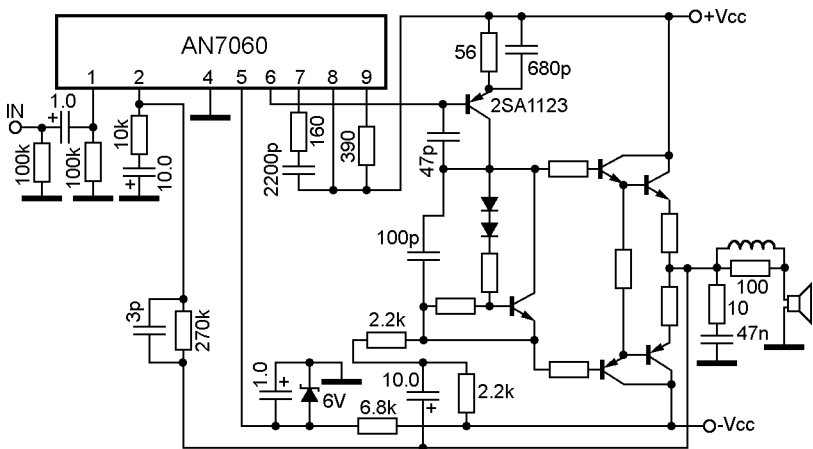 AN7060
+Vcc
56
680p
1 2 4 5 6 7 8 9
2SA1123
IN
1.0
10k
160
390
47p
100k
100k
10.0
2200p
100p
3p
270k
2.2k
100
10
47n
1.0
6V
10.0
2.2k
6.8k
-Vcc